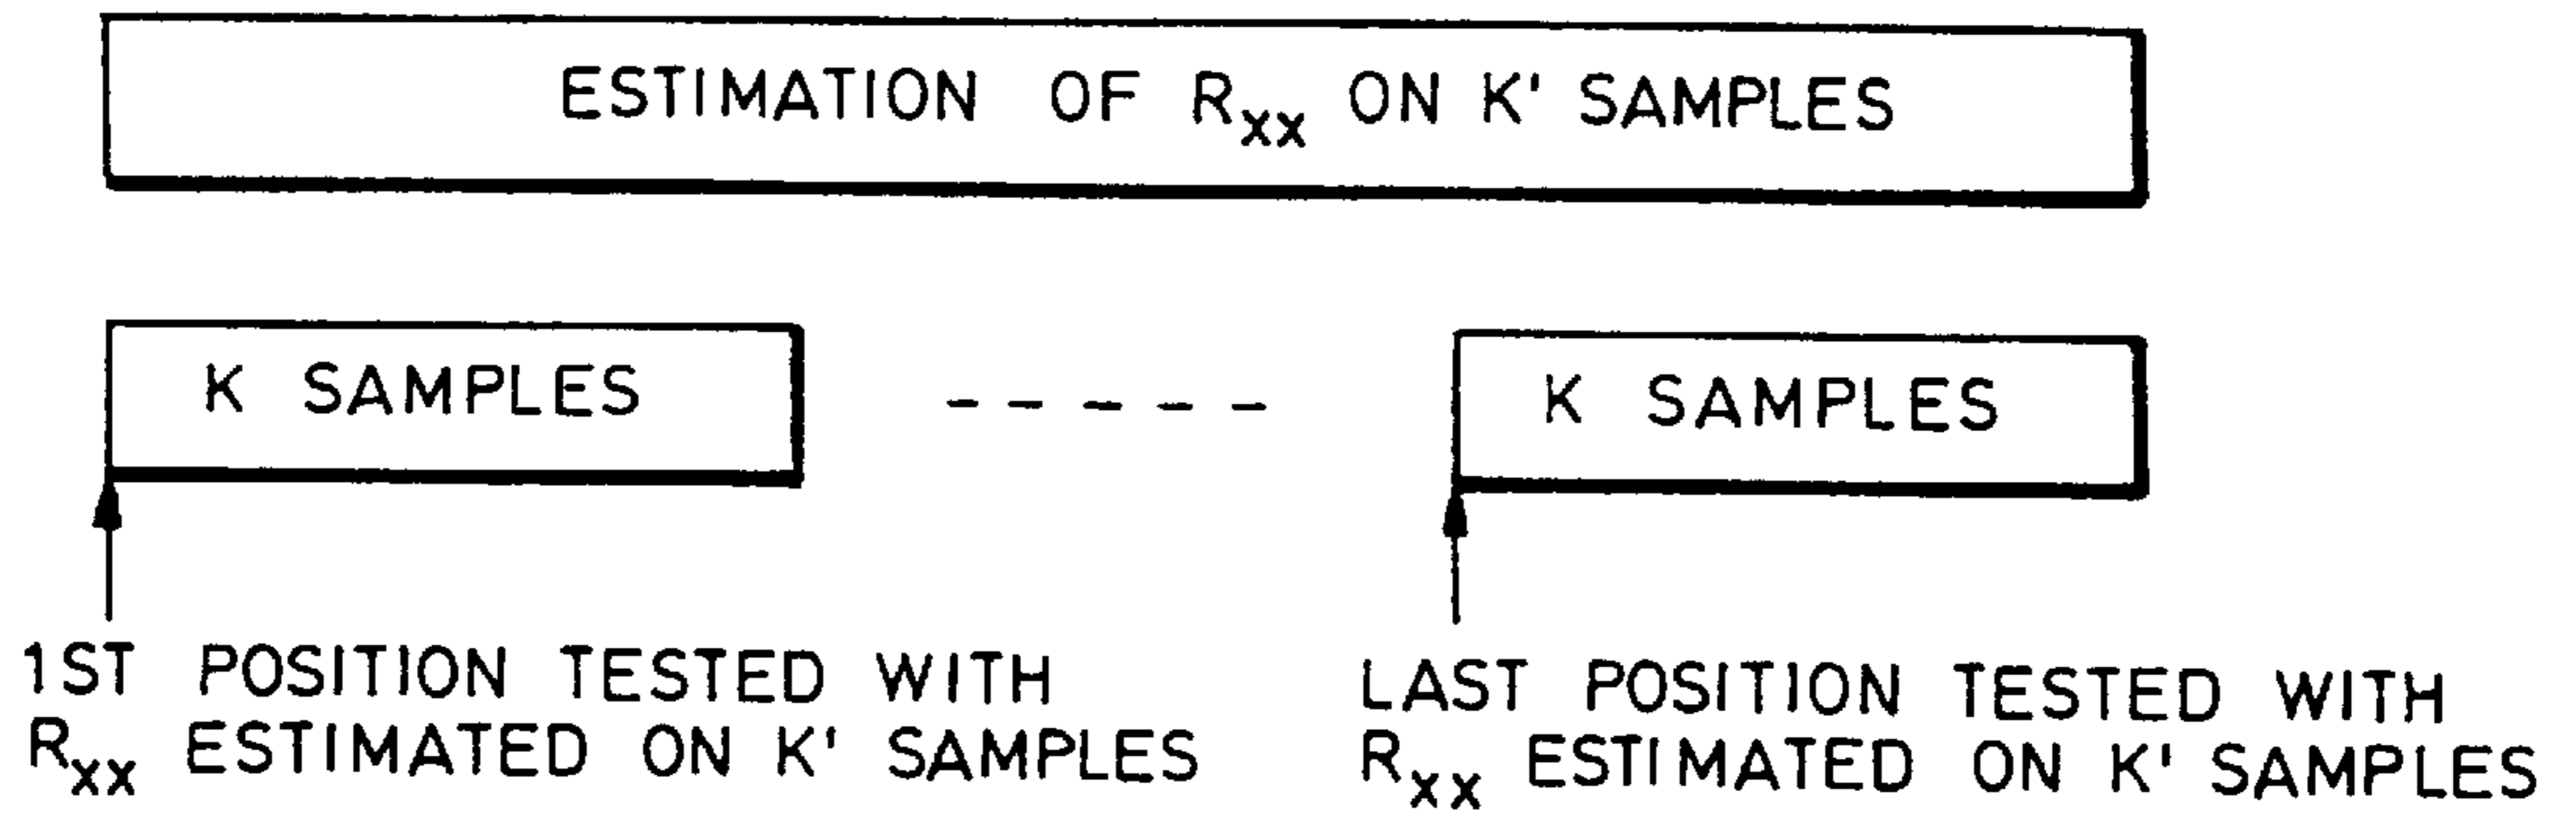 ESTIMATION OF Rxx ON K' SAMPLES
K SAMPLES
K SAMPLES
1ST POSITION TESTED WITH
Rxx ESTIMATED ON K' SAMPLES
LAST POSITION TESTED WITH
Rxx ESTIMATED ON K' SAMPLES